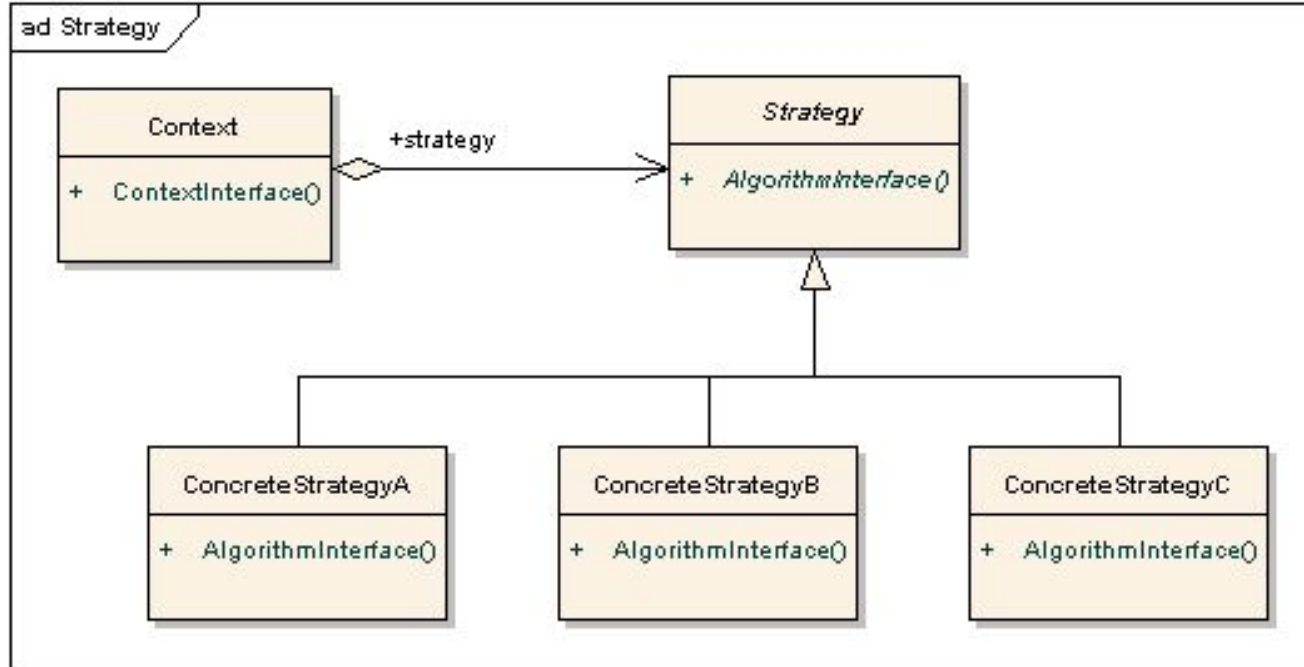 ad Strategy
Context
+ ContextInterface()
+strategy
Strategy
+ AlgorithmInterface()
ConcreteStrategyA
+ AlgorithmInterface()
ConcreteStrategyB
+ AlgorithmInterface()
ConcreteStrategyC
+ AlgorithmInterface()